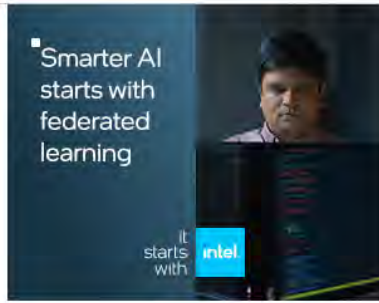 Smarter AI
starts with
federated
learning
it
starts
with
intel.